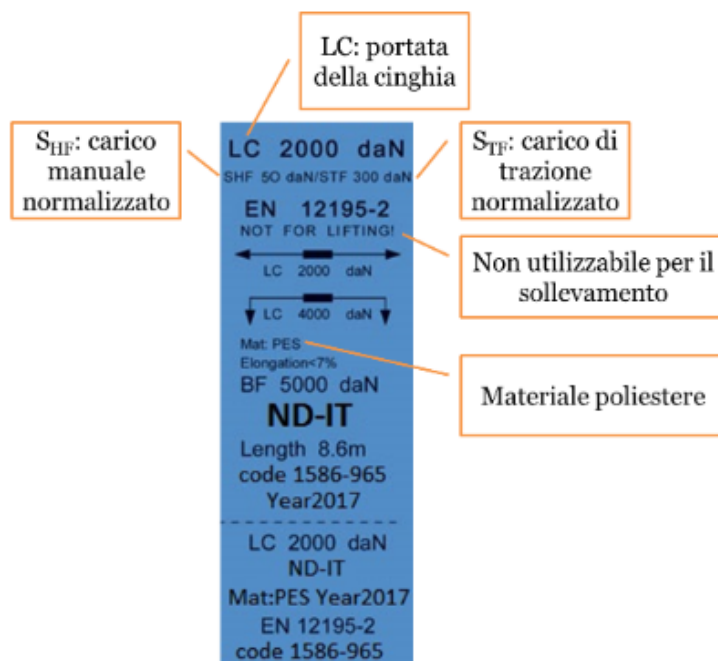 LC: portata
della cinghia
SHF: carico
manuale
normalizzato
STF: carico di
trazione
normalizzato
LC 2000 daN
SHF 50 daN/STF 300 daN
EN 12195-2
NOT FOR LIFTING!
LC 2000 daN
LC 4000 daN
Non utilizzabile per il
sollevamento
Mat: PES
Elongation<7%
BF 5000 daN
Materiale poliestere
ND-IT
Length 8.6m
code 1586-965
Year2017
LC 2000 daN
ND-IT
Mat:PES Year2017
EN 12195-2
code 1586-965